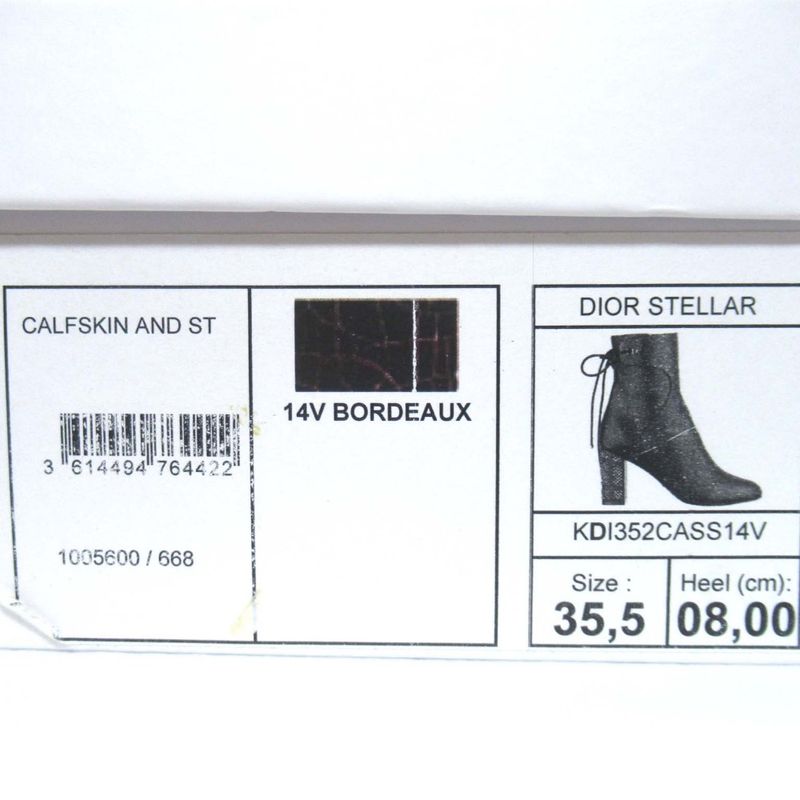 CALFSKIN AND ST
3 614494 764422
1005600 / 668
14V BORDEAUX
DIOR STELLAR
KDI352CASS14V
Size :
35,5
Heel (cm):
08,00